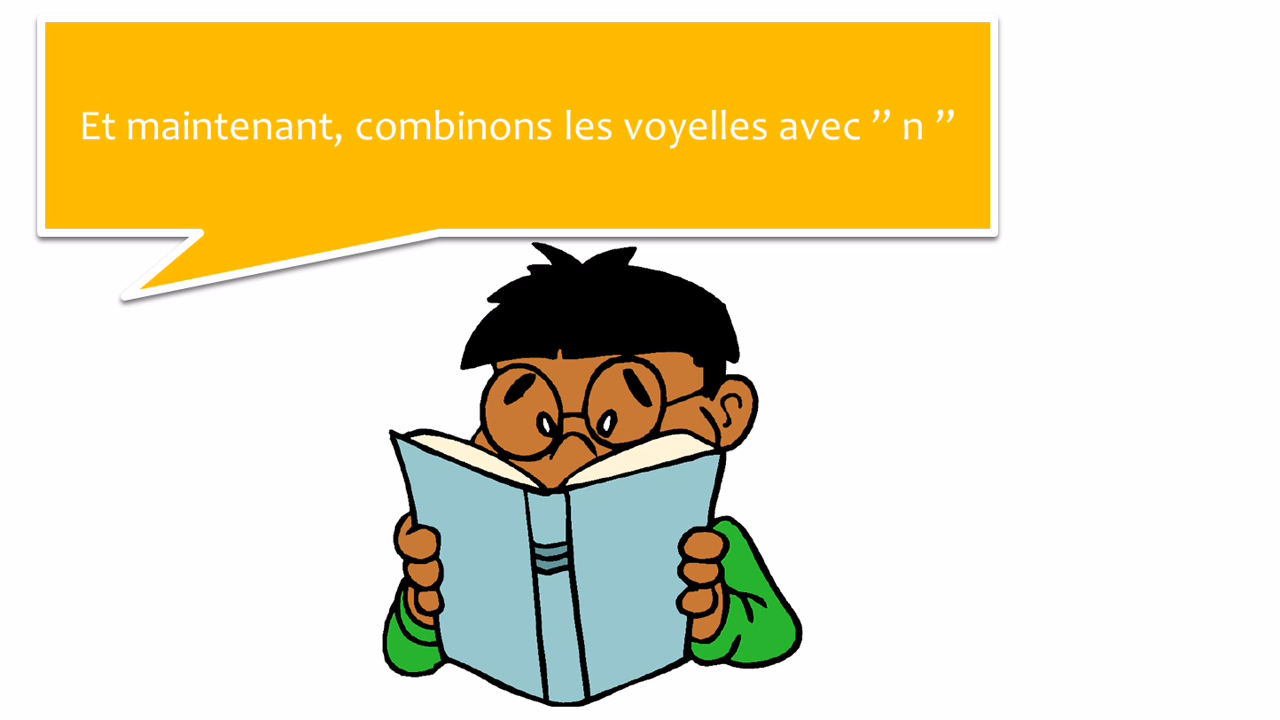 Et maintenant, combinons les voyelles avec ” n ”